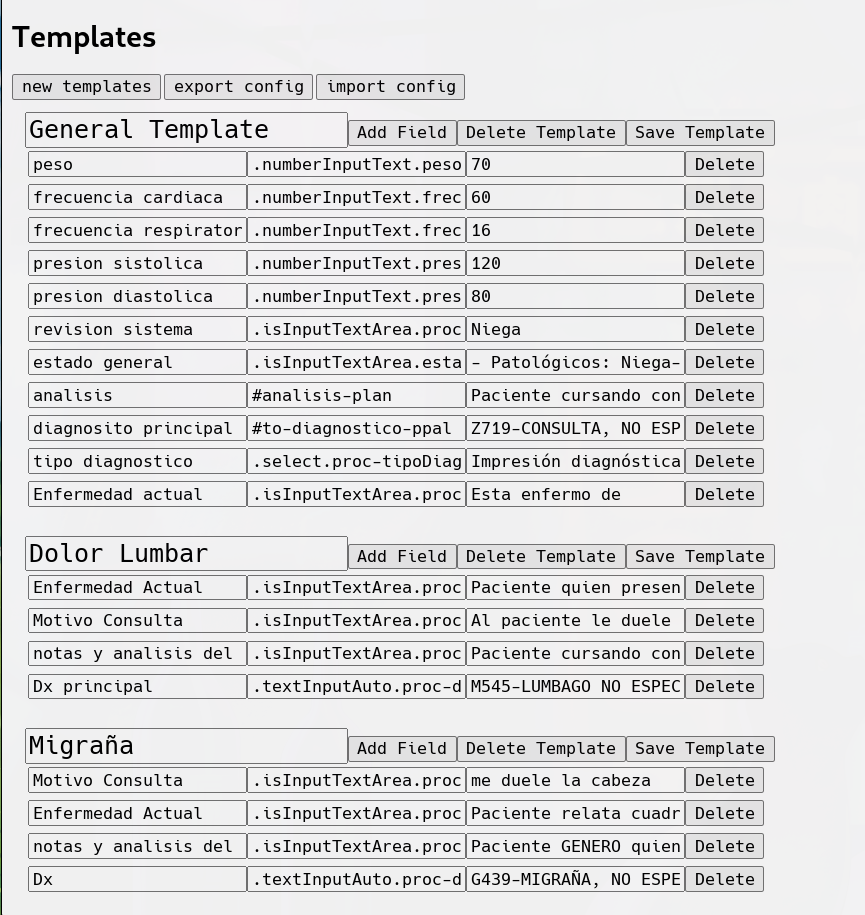 Templates
new templates export config import config
General Template Add Field Delete Template Save Template
peso .numberInputText.peso 70 Delete
frecuencia cardiaca .numberInputText.frec 60 Delete
frecuencia respirator .numberInputText.frec 16 Delete
presion sistolica .numberInputText.pres 120 Delete
presion diastolica .numberInputText.pres 80 Delete
revision sistema .isInputTextArea.proc Niega Delete
estado general .isInputTextArea.esta - Patológicos: Niega- Delete
analisis #analisis-plan Paciente cursando con Delete
diagnosito principal #to-diagnostico-ppal Z719-CONSULTA, NO ESP Delete
tipo diagnostico .select.proc-tipoDiag Impresión diagnóstica Delete
Enfermedad actual .isInputTextArea.proc Esta enfermo de Delete
Dolor Lumbar Add Field Delete Template Save Template
Enfermedad Actual .isInputTextArea.proc Paciente quien presen Delete
Motivo Consulta .isInputTextArea.proc Al paciente le duele Delete
notas y analisis del .isInputTextArea.proc Paciente cursando con Delete
Dx principal .textInputAuto.proc-d M545-LUMBAGO NO ESPEC Delete
Migraña Add Field Delete Template Save Template
Motivo Consulta .isInputTextArea.proc me duele la cabeza Delete
Enfermedad Actual .isInputTextArea.proc Paciente relata cuadr Delete
notas y analisis del .isInputTextArea.proc Paciente GENERO quien Delete
Dx .textInputAuto.proc-d G439-MIGRAÑA, NO ESPE Delete